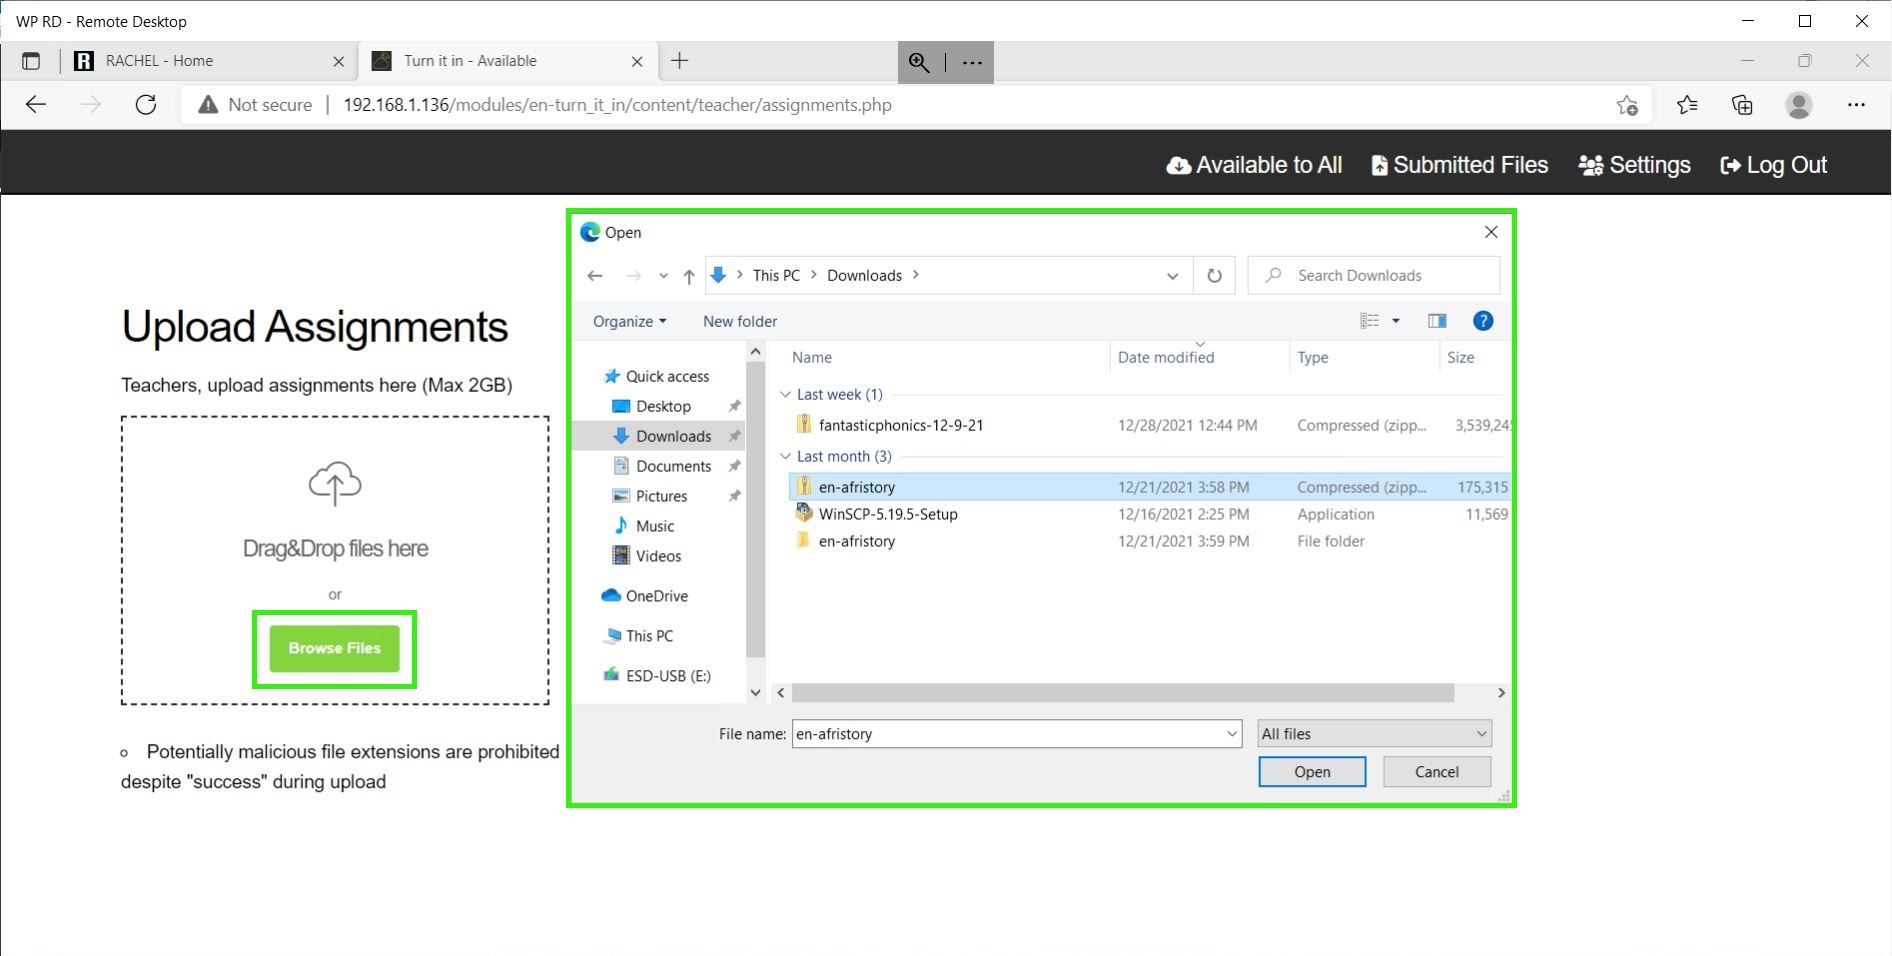 WP RD - Remote Desktop
RACHEL - Home
Turn it in - Available
Not secure | 192.168.1.136/modules/en-turn_it_in/content/teacher/assignments.php
Available to All Submitted Files Settings Log Out
Open
This PC > Downloads >
Search Downloads
Organize New folder
Upload Assignments
Teachers, upload assignments here (Max 2GB)
Drag&Drop files here
or
Browse Files
Potentially malicious file extensions are prohibited
despite "success" during upload
Quick access
Desktop
Downloads
Documents
Pictures
Music
Videos
OneDrive
This PC
ESD-USB (E:)
Name Date modified Type Size
Last week (1)
fantasticphonics-12-9-21 12/28/2021 12:44 PM Compressed (zipp... 3,539,245
Last month (3)
en-afristory 12/21/2021 3:58 PM Compressed (zipp... 175,315
WinSCP-5.19.5-Setup 12/16/2021 2:25 PM Application 11,569
en-afristory 12/21/2021 3:59 PM File folder
File name: en-afristory All files
Open Cancel